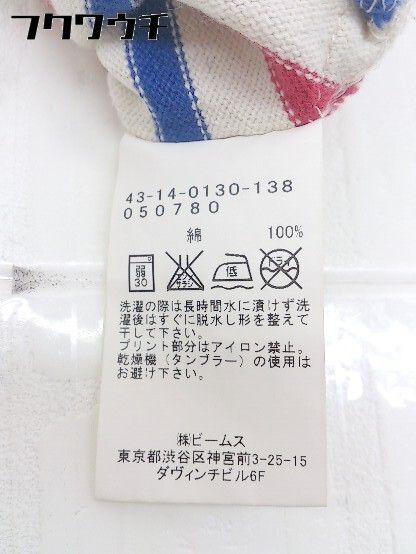 フクワウチ
43-14-0130-138
050780
綿 100%
弱
30
エンソ
サラシ
低
ドライ
洗濯の際は長時間水に漬けず洗
濯後はすぐに脱水し形を整えて
干して下さい。
プリント部分はアイロン禁止。
乾燥機（タンブラー）の使用は
お避け下さい。
㈱ビームス
東京都渋谷区神宮前3-25-15
ダヴィンチビル6F